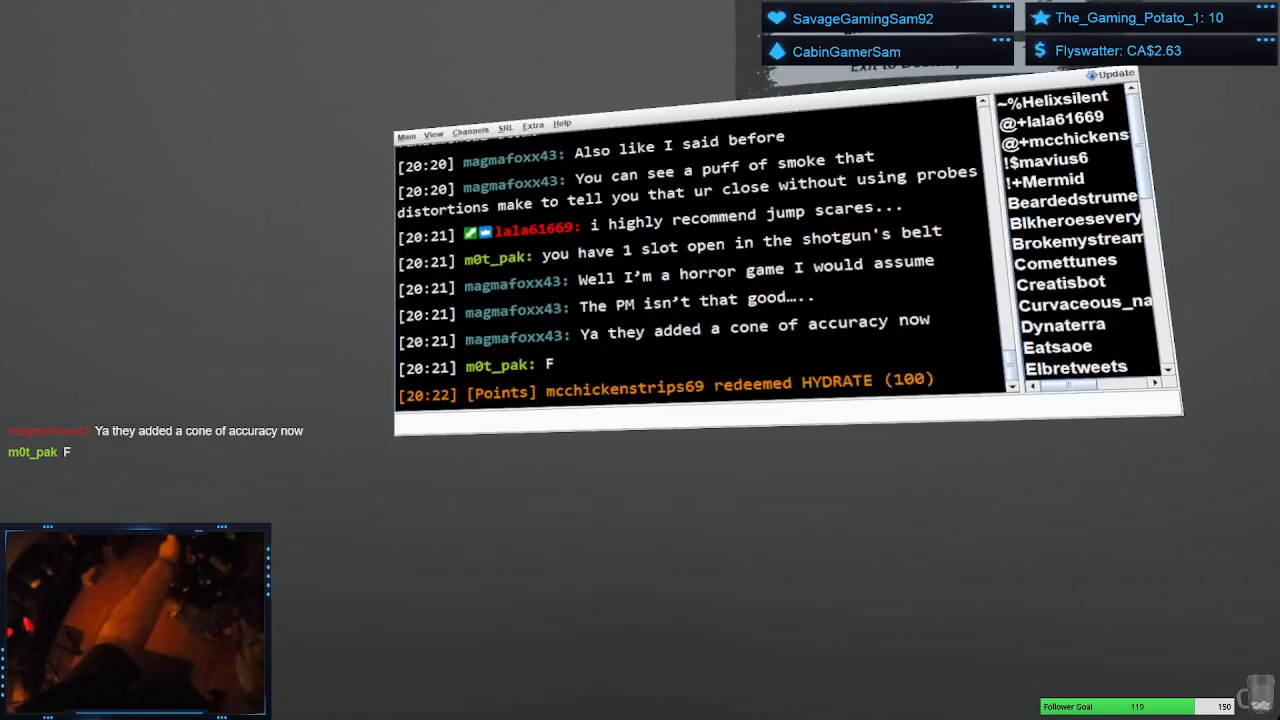 SavageGamingSam92
The_Gaming_Potato_1: 10
CabinGamerSam
Flyswatter: CA$2.63
Update
Main View Channels SRL Extra Help
[20:20] magmafoxx43: Also like I said before
[20:20] magmafoxx43: You can see a puff of smoke that
distortions make to tell you that ur close without using probes
[20:21] lala61669: i highly recommend jump scares...
[20:21] m0t_pak: you have 1 slot open in the shotgun's belt
[20:21] magmafoxx43: Well I’m a horror game I would assume
[20:21] magmafoxx43: The PM isn’t that good…..
[20:21] magmafoxx43: Ya they added a cone of accuracy now
[20:21] m0t_pak: F
[20:22] [Points] mcchickenstrips69 redeemed HYDRATE (100)
~%Helixsilent
@+lala61669
@+mcchickens
!$mavius6
!+Mermid
Beardedstrume
Blkheroesevery
Brokemystream
Comettunes
Creatisbot
Curvaceous_na
Dynaterra
Eatsaoe
Elbretweets
magmafoxx43 Ya they added a cone of accuracy now
m0t_pak F
Follower Goal 119 150